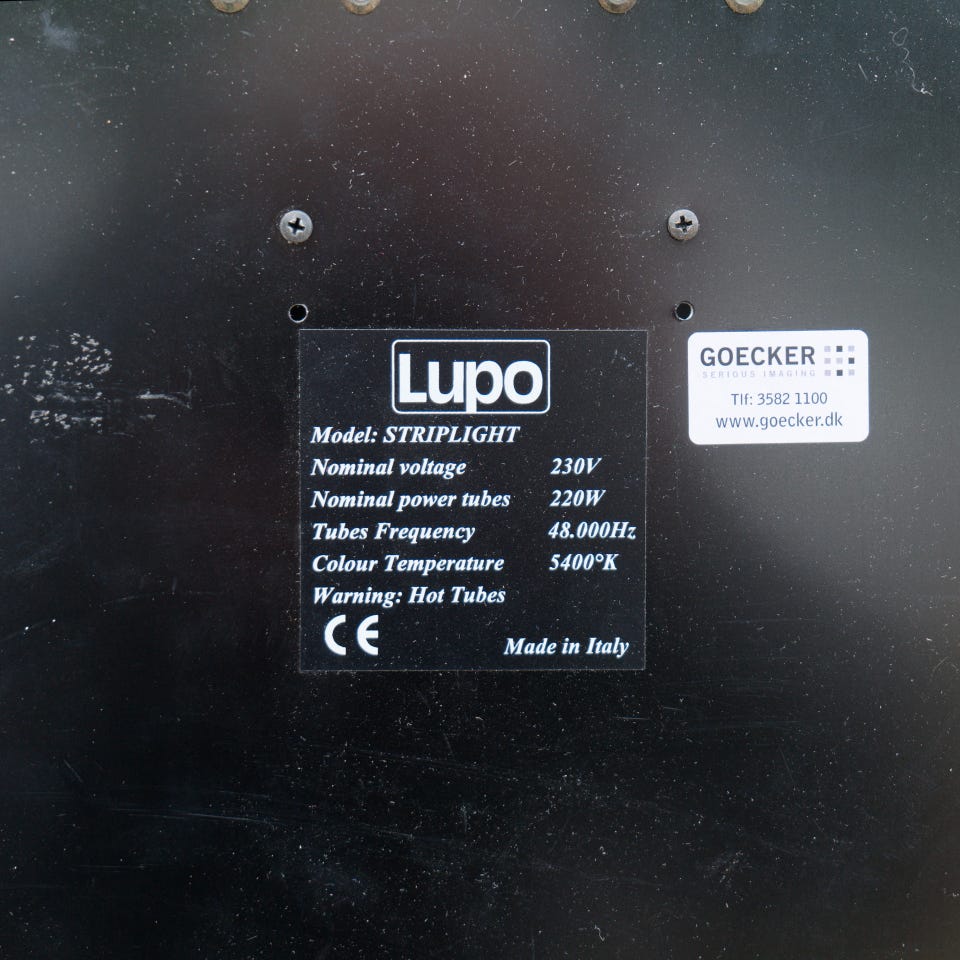 Lupo
Model: STRIPLIGHT
Nominal voltage 230V
Nominal power tubes 220W
Tubes Frequency 48.000Hz
Colour Temperature 5400°K
Warning: Hot Tubes
CE
Made in Italy
GOECKER
SERIOUS IMAGING
Tlf: 3582 1100
www.goecker.dk